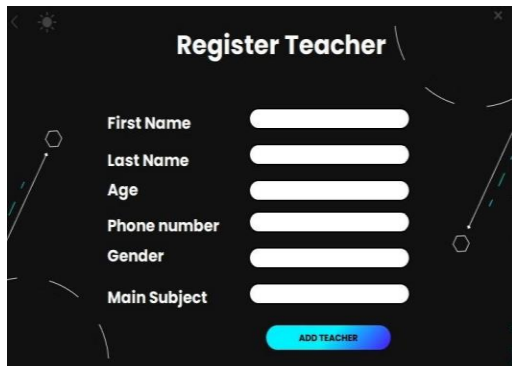 Register Teacher
First Name
Last Name
Age
Phone number
Gender
Main Subject
ADD TEACHER